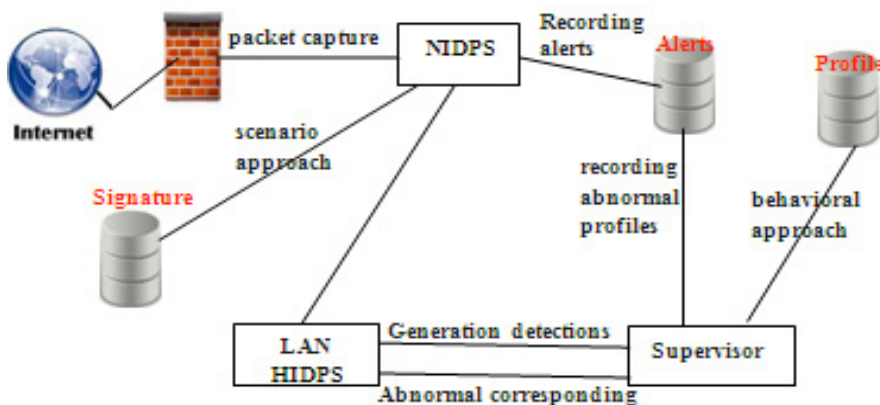 packet capture
NIDPS
Recording
alerts
Alerts
Profile
Internet
scenario
approach
Signature
recording
abnormal
profiles
behavioral
approach
LAN
HIDPS
Generation detections
Abnormal corresponding
Supervisor